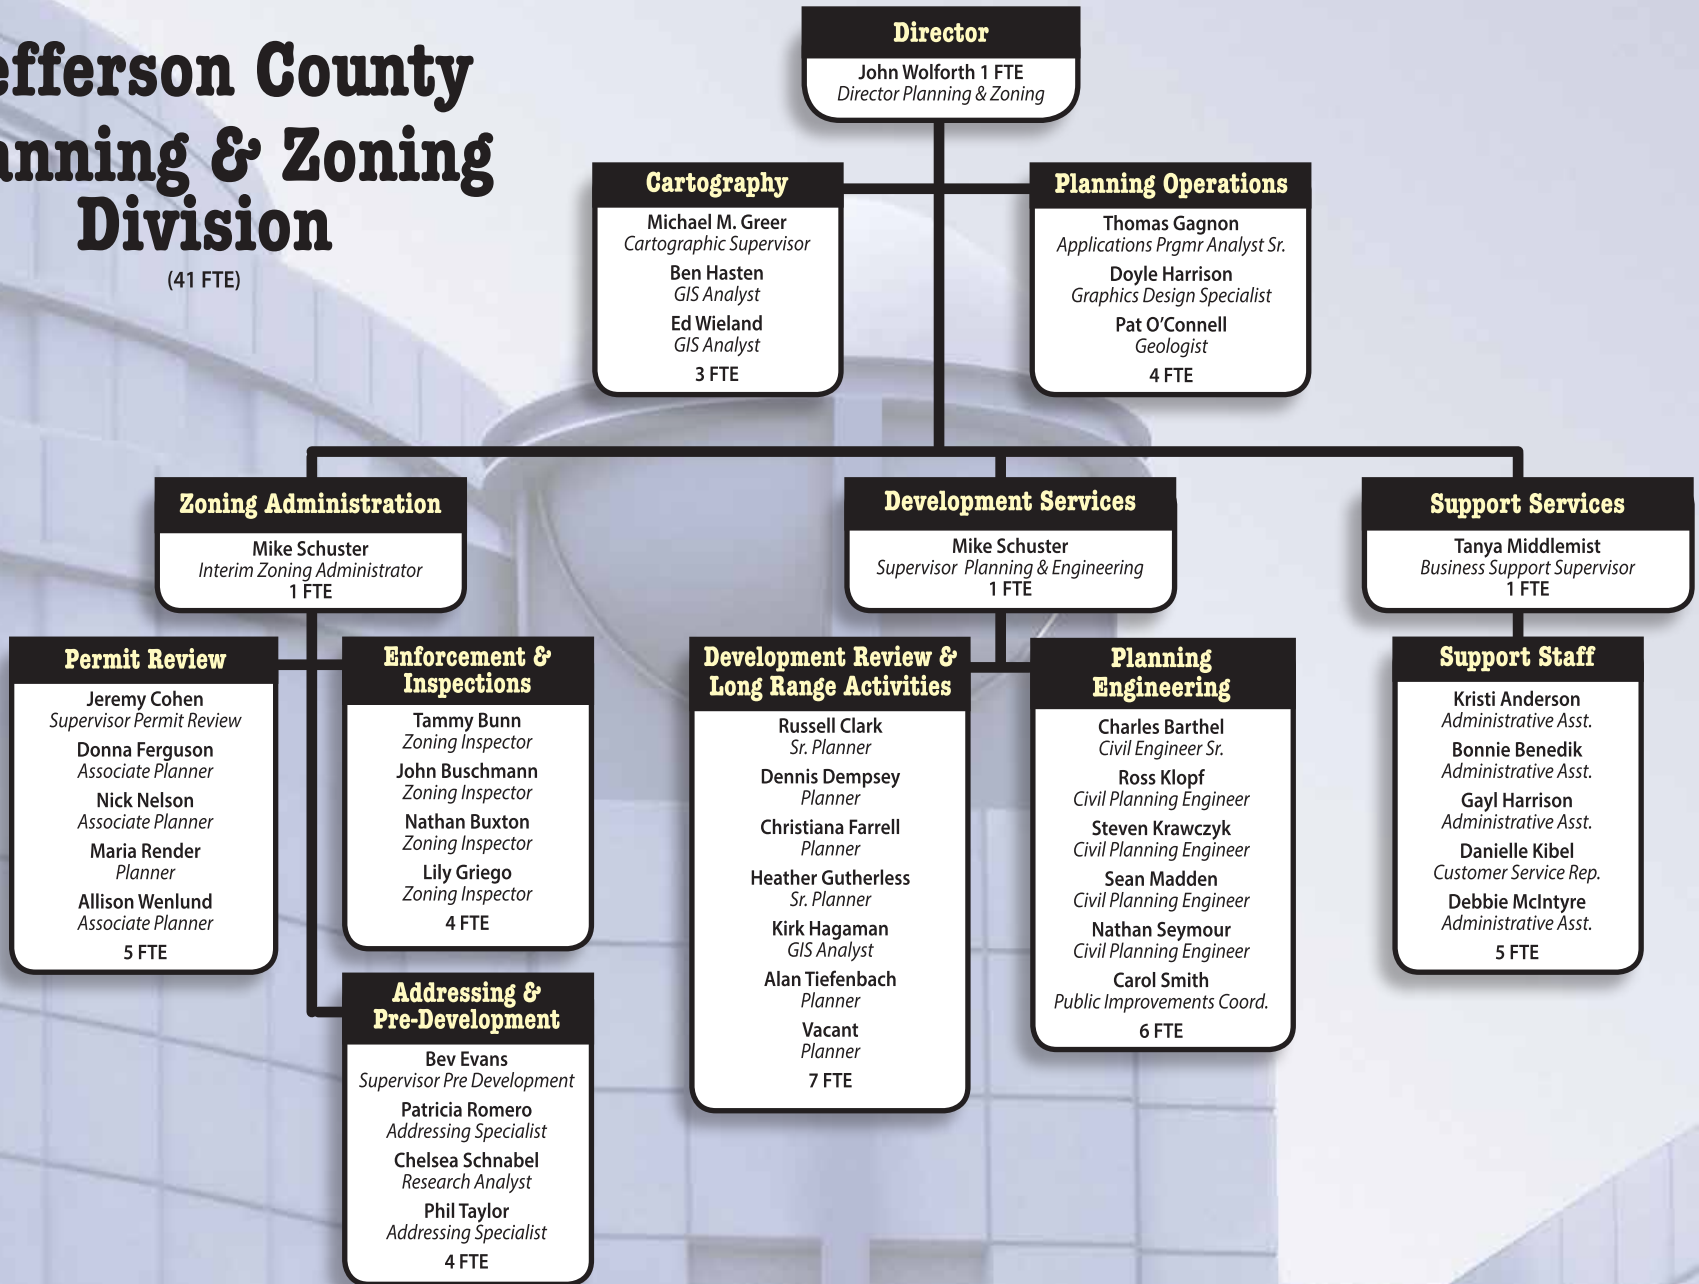 efferson County
anning & Zoning
Division
(41 FTE)
Director
John Wolforth 1 FTE
Director Planning & Zoning
Cartography
Michael M. Greer
Cartographic Supervisor
Ben Hasten
GIS Analyst
Ed Wieland
GIS Analyst
3 FTE
Planning Operations
Thomas Gagnon
Applications Prgmr Analyst Sr.
Doyle Harrison
Graphics Design Specialist
Pat O'Connell
Geologist
4 FTE
Zoning Administration
Mike Schuster
Interim Zoning Administrator
1 FTE
Development Services
Mike Schuster
Supervisor Planning & Engineering
1 FTE
Support Services
Tanya Middlemist
Business Support Supervisor
1 FTE
Permit Review
Jeremy Cohen
Supervisor Permit Review
Donna Ferguson
Associate Planner
Nick Nelson
Associate Planner
Maria Render
Planner
Allison Wenlund
Associate Planner
5 FTE
Enforcement &
Inspections
Tammy Bunn
Zoning Inspector
John Buschmann
Zoning Inspector
Nathan Buxton
Zoning Inspector
Lily Griego
Zoning Inspector
4 FTE
Addressing &
Pre-Development
Bev Evans
Supervisor Pre Development
Patricia Romero
Addressing Specialist
Chelsea Schnabel
Research Analyst
Phil Taylor
Addressing Specialist
4 FTE
Development Review &
Long Range Activities
Russell Clark
Sr. Planner
Dennis Dempsey
Planner
Christiana Farrell
Planner
Heather Gutherless
Sr. Planner
Kirk Hagaman
GIS Analyst
Alan Tiefenbach
Planner
Vacant
Planner
7 FTE
Planning
Engineering
Charles Barthel
Civil Engineer Sr.
Ross Klopf
Civil Planning Engineer
Steven Krawczyk
Civil Planning Engineer
Sean Madden
Civil Planning Engineer
Nathan Seymour
Civil Planning Engineer
Carol Smith
Public Improvements Coord.
6 FTE
Support Staff
Kristi Anderson
Administrative Asst.
Bonnie Benedik
Administrative Asst.
Gayl Harrison
Administrative Asst.
Danielle Kibel
Customer Service Rep.
Debbie McIntyre
Administrative Asst.
5 FTE